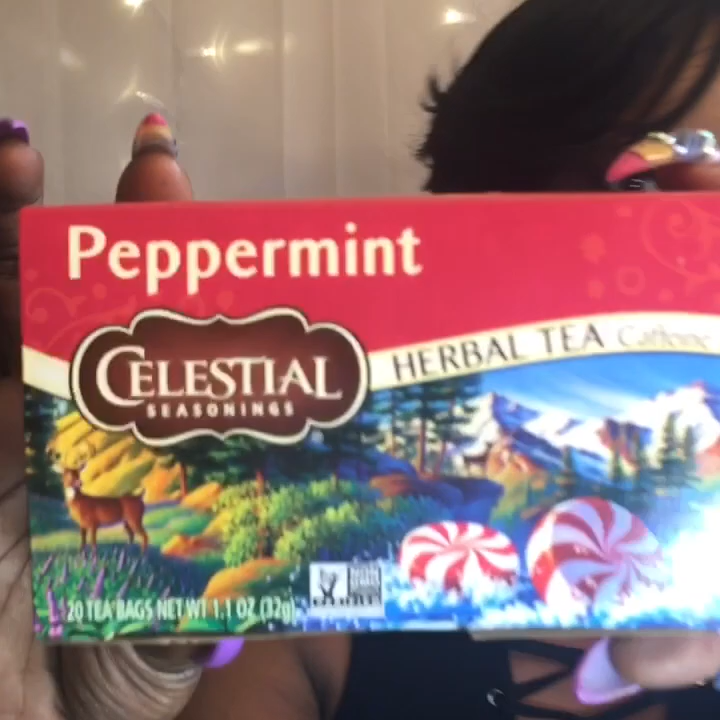 Peppermint
CELESTIAL
SEASONINGS
HERBAL TEA Caffeine
20 TEA BAGS NET WT 1.1 OZ (32g)